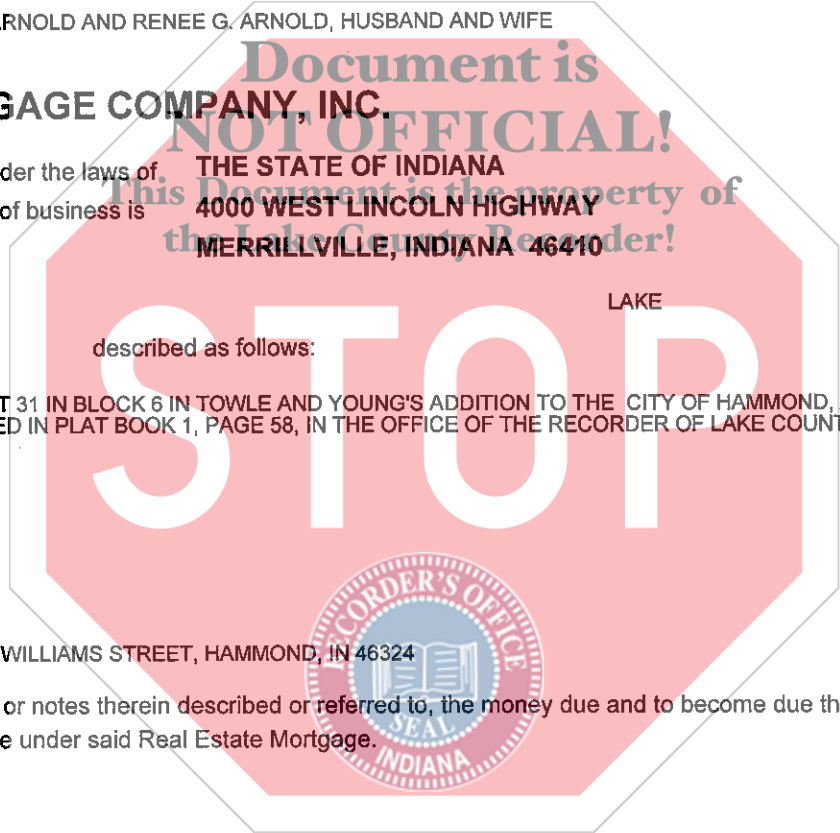 RNOLD AND RENEE G. ARNOLD, HUSBAND AND WIFE
Document is
GAGE COMPANY, INC.
NOT OFFICIAL!
der the laws of THE STATE OF INDIANA
This Document is the property of
of business is 4000 WEST LINCOLN HIGHWAY
the Lake County Recorder!
MERRILLVILLE, INDIANA 46410
LAKE
described as follows:
T 31 IN BLOCK 6 IN TOWLE AND YOUNG'S ADDITION TO THE CITY OF HAMMOND,
ED IN PLAT BOOK 1, PAGE 58, IN THE OFFICE OF THE RECORDER OF LAKE COUNT
STOP
RECORDER'S OFFICE
WILLIAMS STREET, HAMMOND, IN 46324
or notes therein described or referred to, the money due and to become due th
SEAL
e under said Real Estate Mortgage.
INDIANA